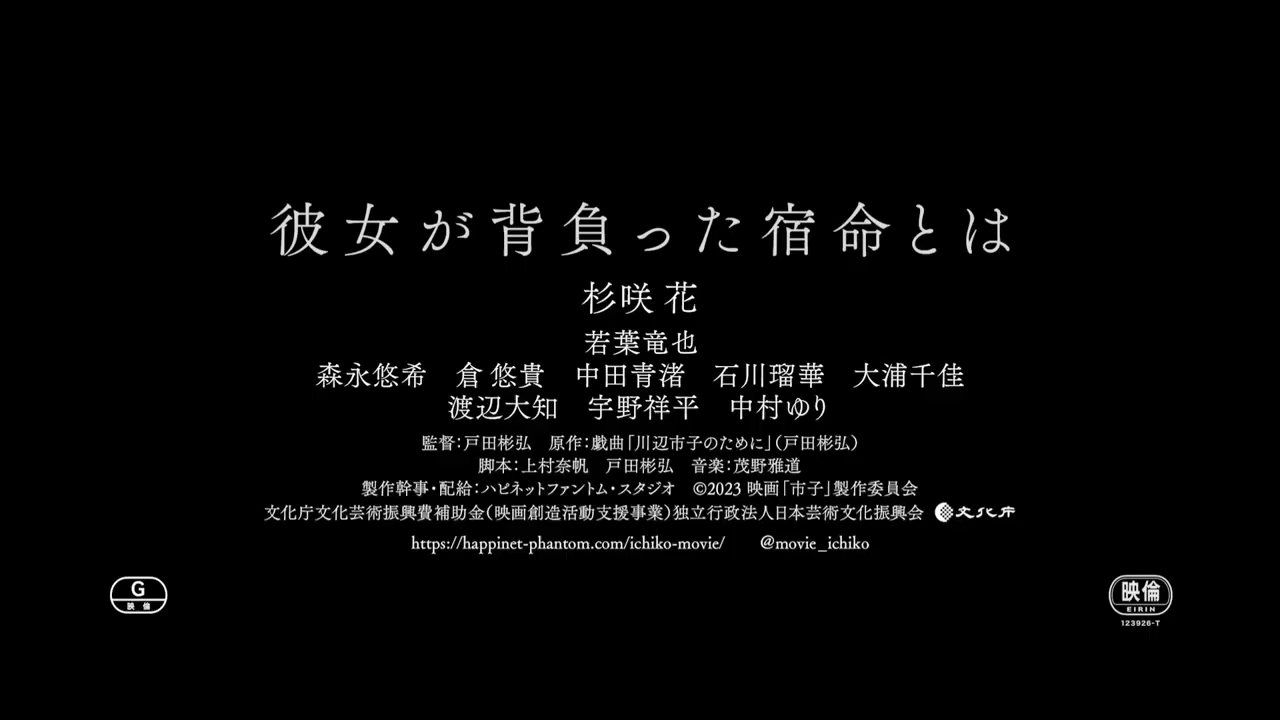 彼女が背負った宿命とは
杉咲 花
若葉竜也
森永悠希　倉 悠貴　中田青渚　石川瑠華　大浦千佳
渡辺大知　宇野祥平　中村ゆり
監督：戸田彬弘　原作：戯曲「川辺市子のために」（戸田彬弘）
脚本：上村奈帆　戸田彬弘　音楽：茂野雅道
製作幹事・配給：ハピネットファントム・スタジオ　©2023 映画「市子」製作委員会
文化庁文化芸術振興費補助金（映画創造活動支援事業）独立行政法人日本芸術文化振興会 文化庁
https://happinet-phantom.com/ichiko-movie/　@movie_ichiko
G
映倫
映倫
EIRIN
123926-T